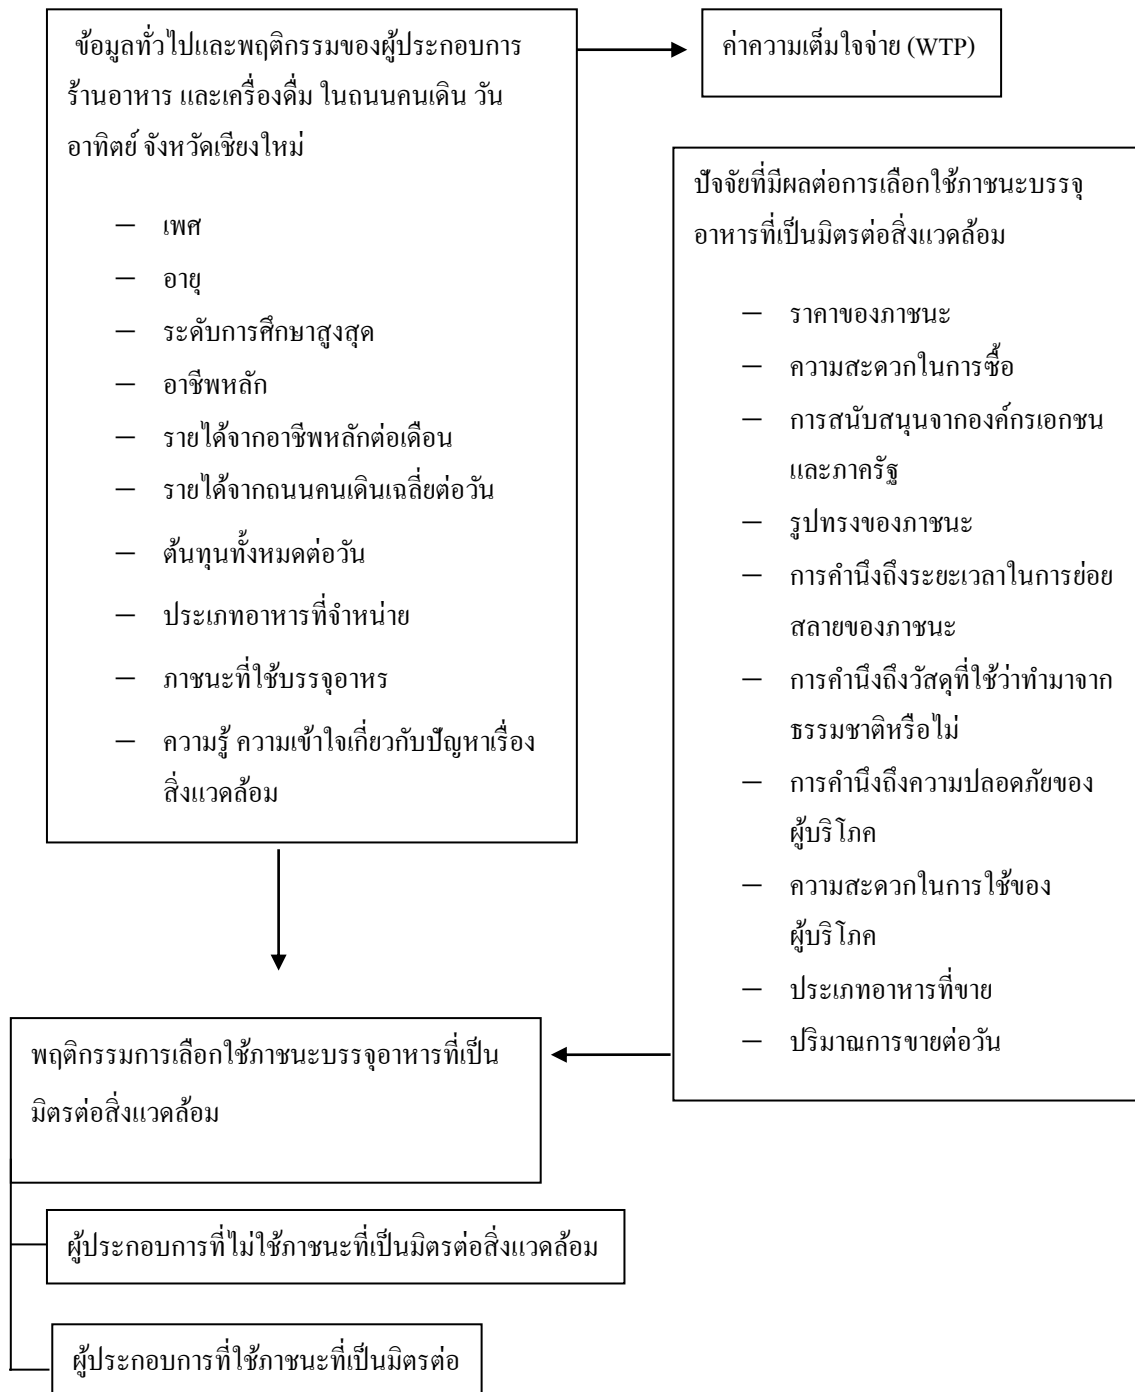 ข้อมูลทั่วไปและพฤติกรรมของผู้ประกอบการ
ร้านอาหาร และเครื่องดื่ม ในถนนคนเดิน วัน
อาทิตย์ จังหวัดเชียงใหม่
— เพศ
— อายุ
— ระดับการศึกษาสูงสุด
— อาชีพหลัก
— รายได้จากอาชีพหลักต่อเดือน
— รายได้จากถนนคนเดินเฉลี่ยต่อวัน
— ต้นทุนทั้งหมดต่อวัน
— ประเภทอาหารที่จำหน่าย
— ภาชนะที่ใช้บรรจุอาหร
— ความรู้ ความเข้าใจเกี่ยวกับปัญหาเรื่อง
สิ่งแวดล้อม
ค่าความเต็มใจจ่าย (WTP)
ปัจจัยที่มีผลต่อการเลือกใช้ภาชนะบรรจุ
อาหารที่เป็นมิตรต่อสิ่งแวดล้อม
— ราคาของภาชนะ
— ความสะดวกในการซื้อ
— การสนับสนุนจากองค์กรเอกชน
และภาครัฐ
— รูปทรงของภาชนะ
— การคำนึงถึงระยะเวลาในการย่อย
สลายของภาชนะ
— การคำนึงถึงวัสดุที่ใช้ว่าทำมาจาก
ธรรมชาติหรือไม่
— การคำนึงถึงความปลอดภัยของ
ผู้บริโภค
— ความสะดวกในการใช้ของ
ผู้บริโภค
— ประเภทอาหารที่ขาย
— ปริมาณการขายต่อวัน
พฤติกรรมการเลือกใช้ภาชนะบรรจุอาหารที่เป็น
มิตรต่อสิ่งแวดล้อม
ผู้ประกอบการที่ไม่ใช้ภาชนะที่เป็นมิตรต่อสิ่งแวดล้อม
ผู้ประกอบการที่ใช้ภาชนะที่เป็นมิตรต่อ